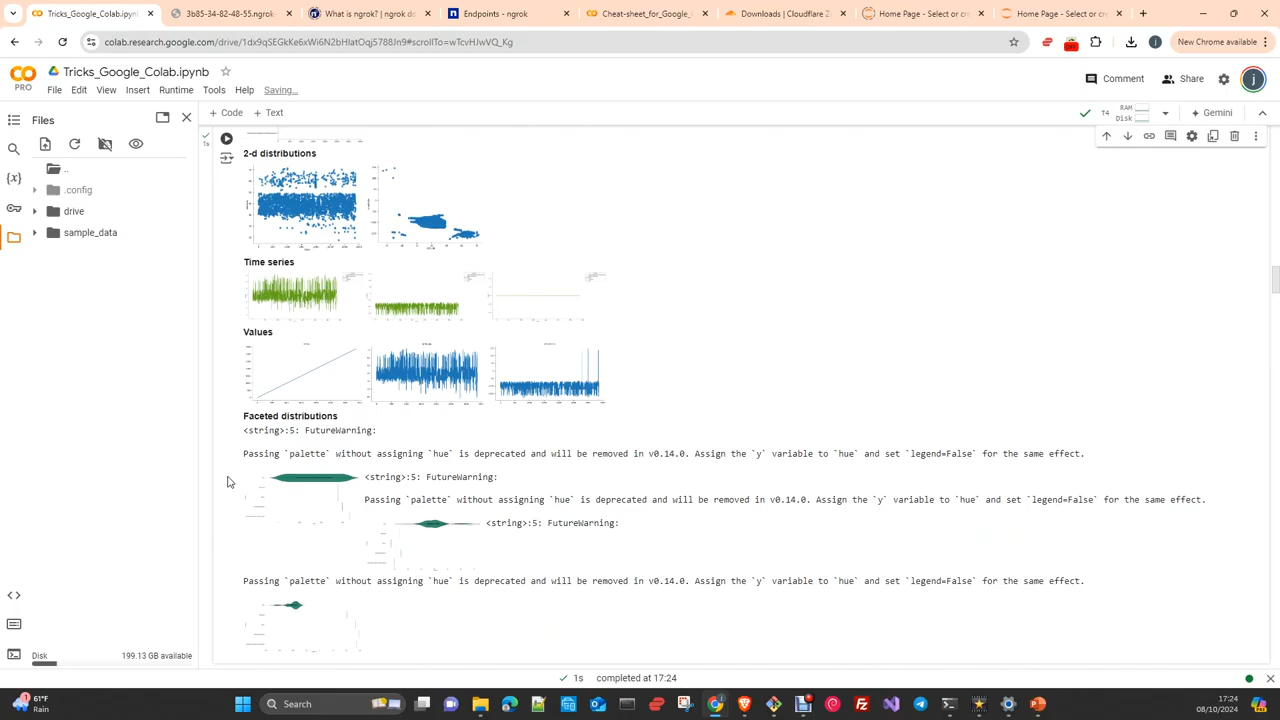 Tricks_Google_Colab.ipynb
3b85-34-82-48-55.ngrok-
What is ngrok? | ngrok do
Endpoints - ngrok
Cheat-sheet_for_Google_
Downloads | Cloudflare Z
Home Page - Select or cre
Home Page - Select or cre
colab.research.google.com/drive/1dx9qSEgKke6xWi6N2bHIatOqj5788Jn9#scrollTo=wTcvHJwVQ_Kg
New Chrome available
PRO
Tricks_Google_Colab.ipynb
File Edit View Insert Runtime Tools Help Saving...
Comment
Share
j
Files
+ Code + Text
T4
RAM
Disk
Gemini
..
.config
drive
sample_data
1s
2-d distributions
Time series
Values
Faceted distributions
<string>:5: FutureWarning:
Passing `palette` without assigning `hue` is deprecated and will be removed in v0.14.0. Assign the `y` variable to `hue` and set `legend=False` for the same effect.
<string>:5: FutureWarning:
Passing `palette` without assigning `hue` is deprecated and will be removed in v0.14.0. Assign the `y` variable to `hue` and set `legend=False` for the same effect.
<string>:5: FutureWarning:
Passing `palette` without assigning `hue` is deprecated and will be removed in v0.14.0. Assign the `y` variable to `hue` and set `legend=False` for the same effect.
Disk
199.13 GB available
1s completed at 17:24
61°F
Rain
Search
17:24
08/10/2024